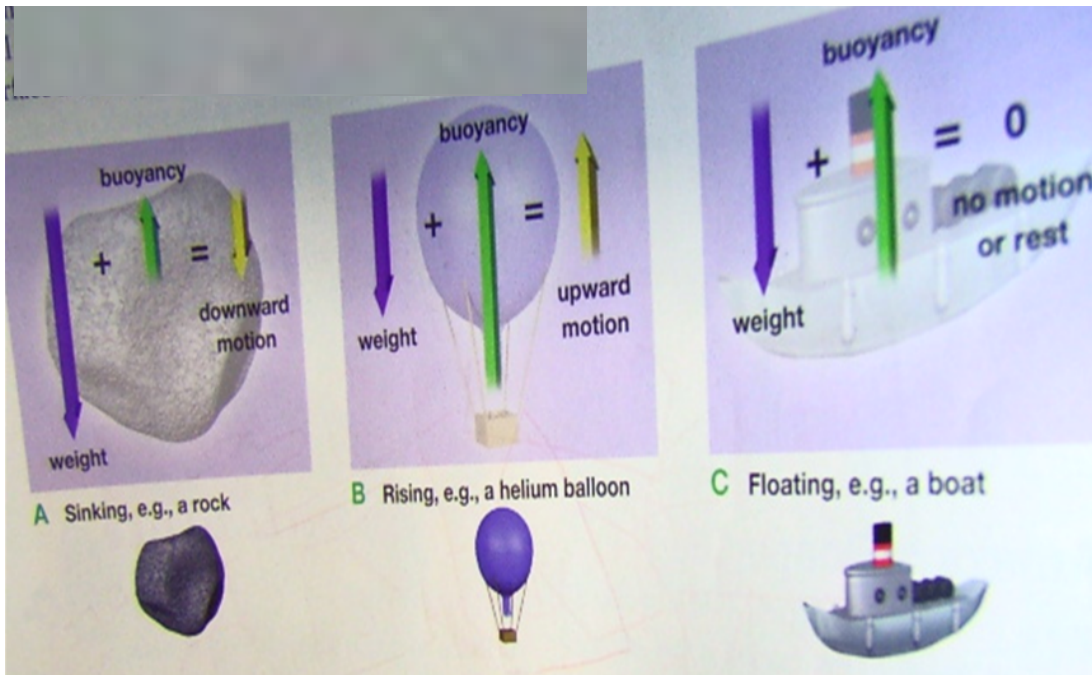 buoyancy
+
=
downward
motion
weight
A Sinking, e.g., a rock
buoyancy
+
=
weight
upward
motion
B Rising, e.g., a helium balloon
buoyancy
+
= 0
no motion
or rest
weight
C Floating, e.g., a boat